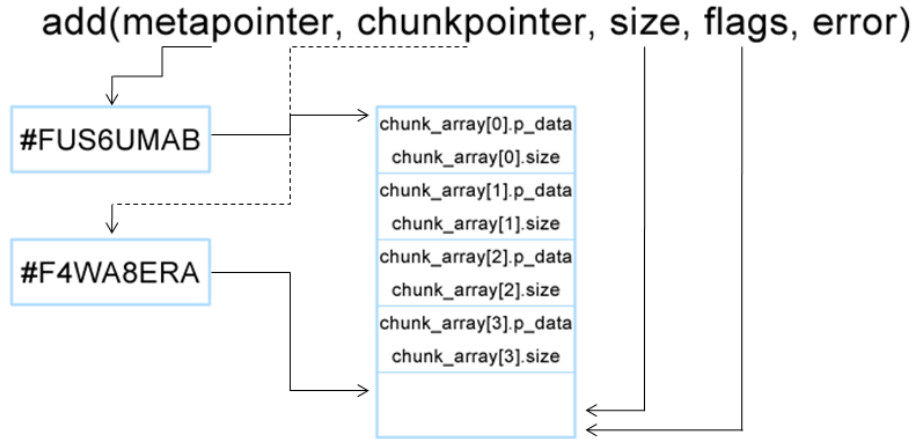 add(metapointer, chunkpointer, size, flags, error)
#FUS6UMAB
#F4WA8ERA
chunk_array[0].p_data
chunk_array[0].size
chunk_array[1].p_data
chunk_array[1].size
chunk_array[2].p_data
chunk_array[2].size
chunk_array[3].p_data
chunk_array[3].size